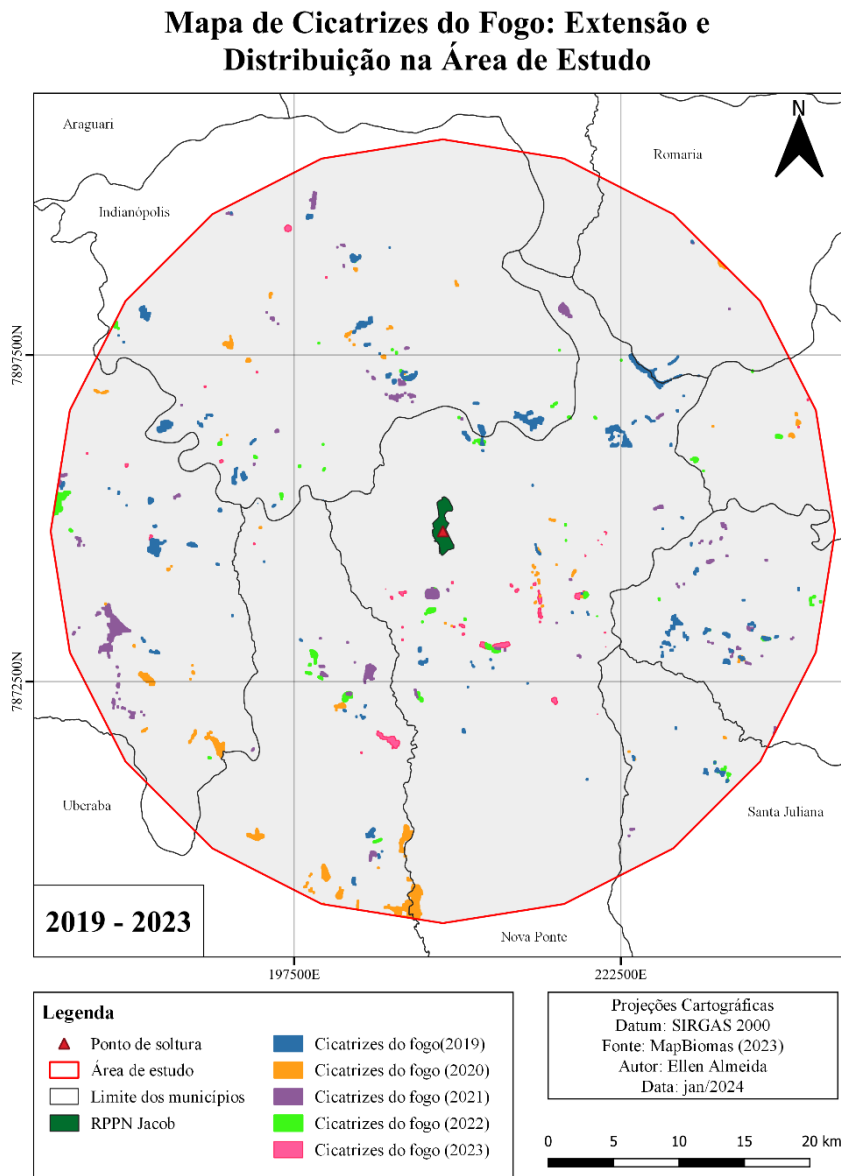 Mapa de Cicatrizes do Fogo: Extensão e
Distribuição na Área de Estudo
Araguari
N
Romaria
Indianópolis
7897500N
7872500N
Uberaba
Santa Juliana
2019 - 2023
Nova Ponte
197500E
222500E
Legenda
Ponto de soltura
Área de estudo
Limite dos municípios
RPPN Jacob
Cicatrizes do fogo(2019)
Cicatrizes do fogo (2020)
Cicatrizes do fogo (2021)
Cicatrizes do fogo (2022)
Cicatrizes do fogo (2023)
Projeções Cartográficas
Datum: SIRGAS 2000
Fonte: MapBiomas (2023)
Autor: Ellen Almeida
Data: jan/2024
0 5 10 15 20 km